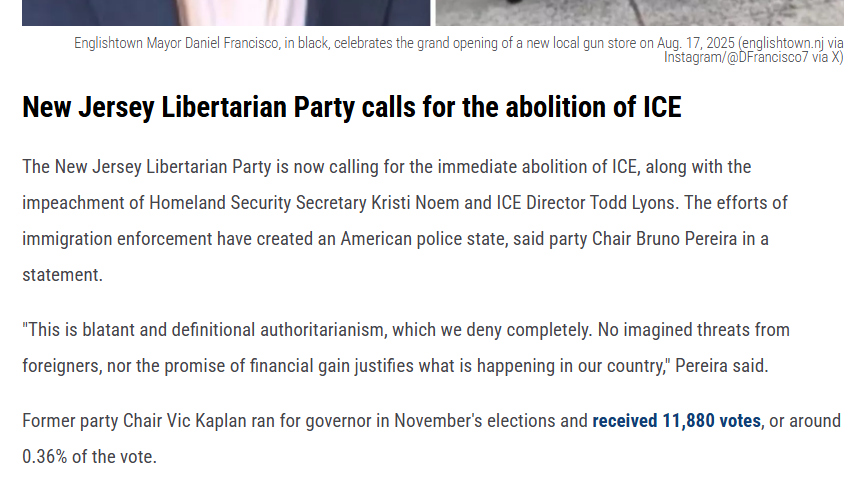 Englishtown Mayor Daniel Francisco, in black, celebrates the grand opening of a new local gun store on Aug. 17, 2025 (englishtown.nj via
Instagram/@DFrancisco7 via X)
New Jersey Libertarian Party calls for the abolition of ICE
The New Jersey Libertarian Party is now calling for the immediate abolition of ICE, along with the
impeachment of Homeland Security Secretary Kristi Noem and ICE Director Todd Lyons. The efforts of
immigration enforcement have created an American police state, said party Chair Bruno Pereira in a
statement.
"This is blatant and definitional authoritarianism, which we deny completely. No imagined threats from
foreigners, nor the promise of financial gain justifies what is happening in our country," Pereira said.
Former party Chair Vic Kaplan ran for governor in November's elections and received 11,880 votes, or around
0.36% of the vote.